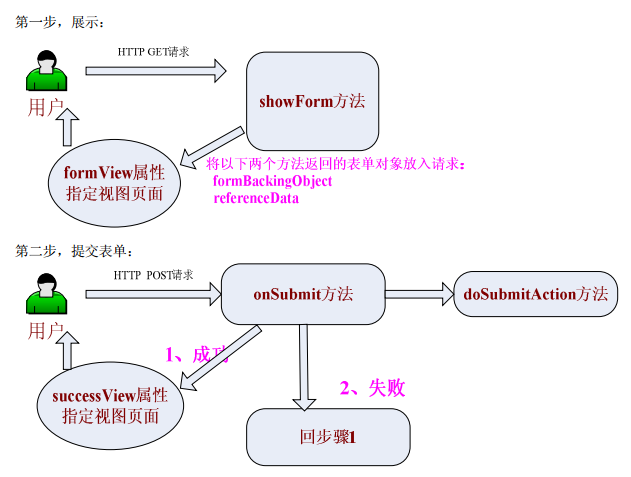 第一步，展示：
HTTP GET请求
用户
showForm方法
formView属性
指定视图页面
将以下两个方法返回的表单对象放入请求：
formBackingObject
referenceData
第二步，提交表单：
HTTP POST请求
用户
onSubmit方法
doSubmitAction方法
1、成功
successView属性
指定视图页面
2、失败
回步骤1